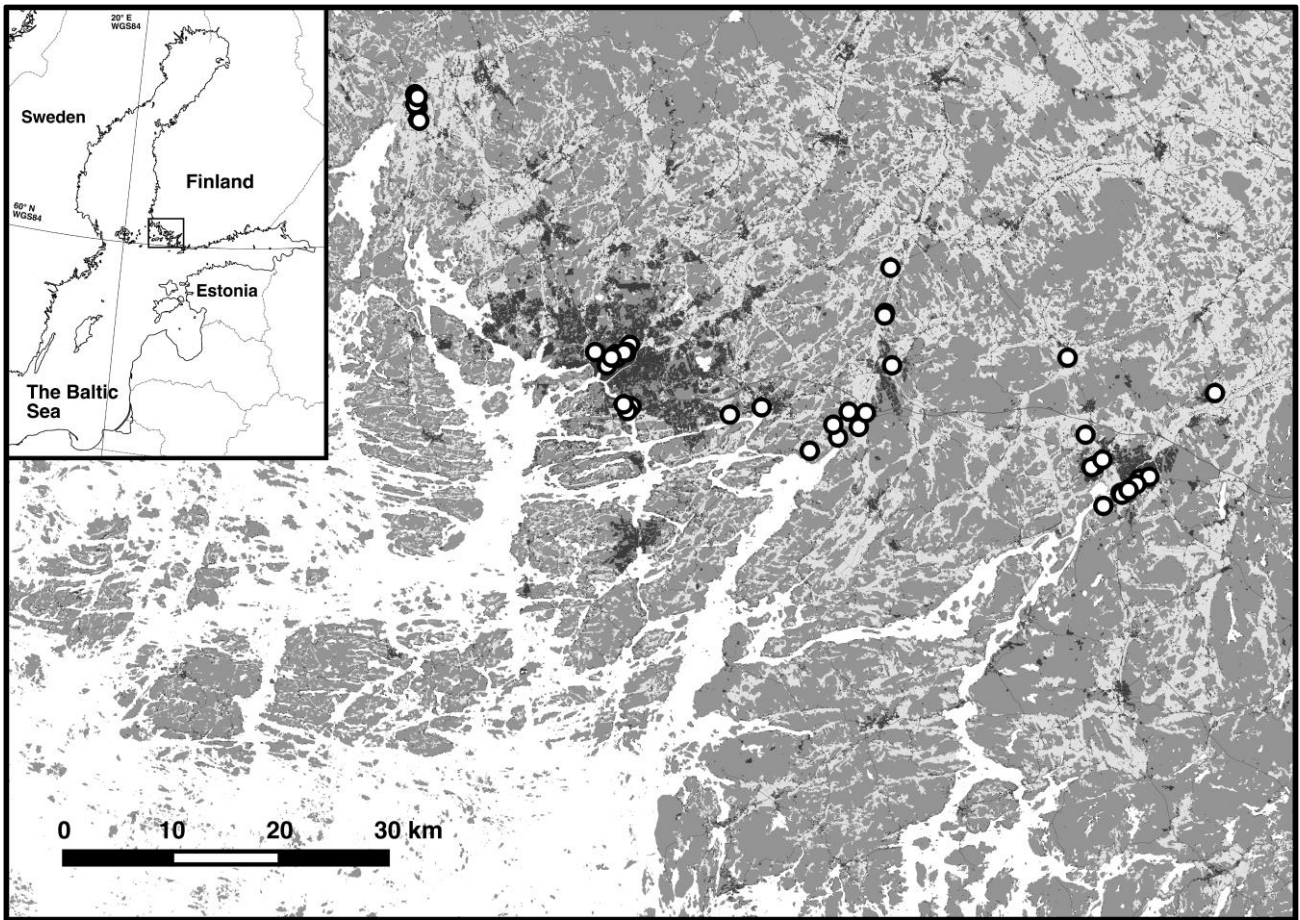 20° E
WGS84
Sweden
Finland
60° N
WGS84
Estonia
The Baltic
Sea
0 10 20 30 km